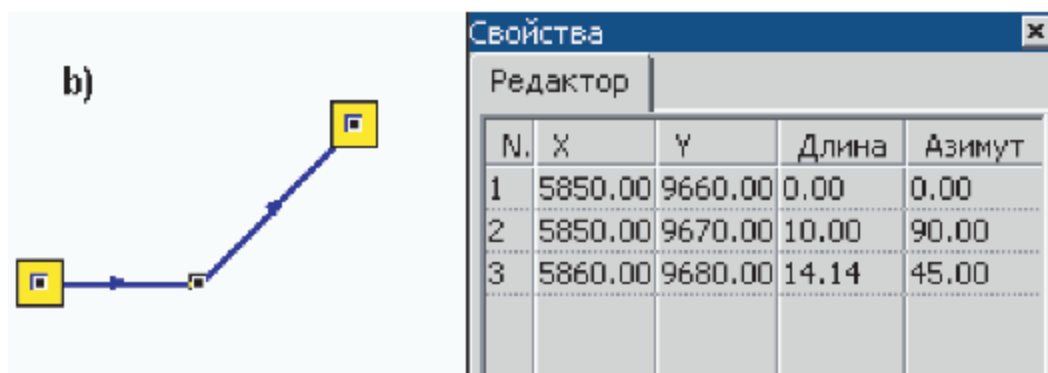 b)
Свойства
Редактор
N. X Y Длина Азимут
1 5850.00 9660.00 0.00 0.00
2 5850.00 9670.00 10.00 90.00
3 5860.00 9680.00 14.14 45.00